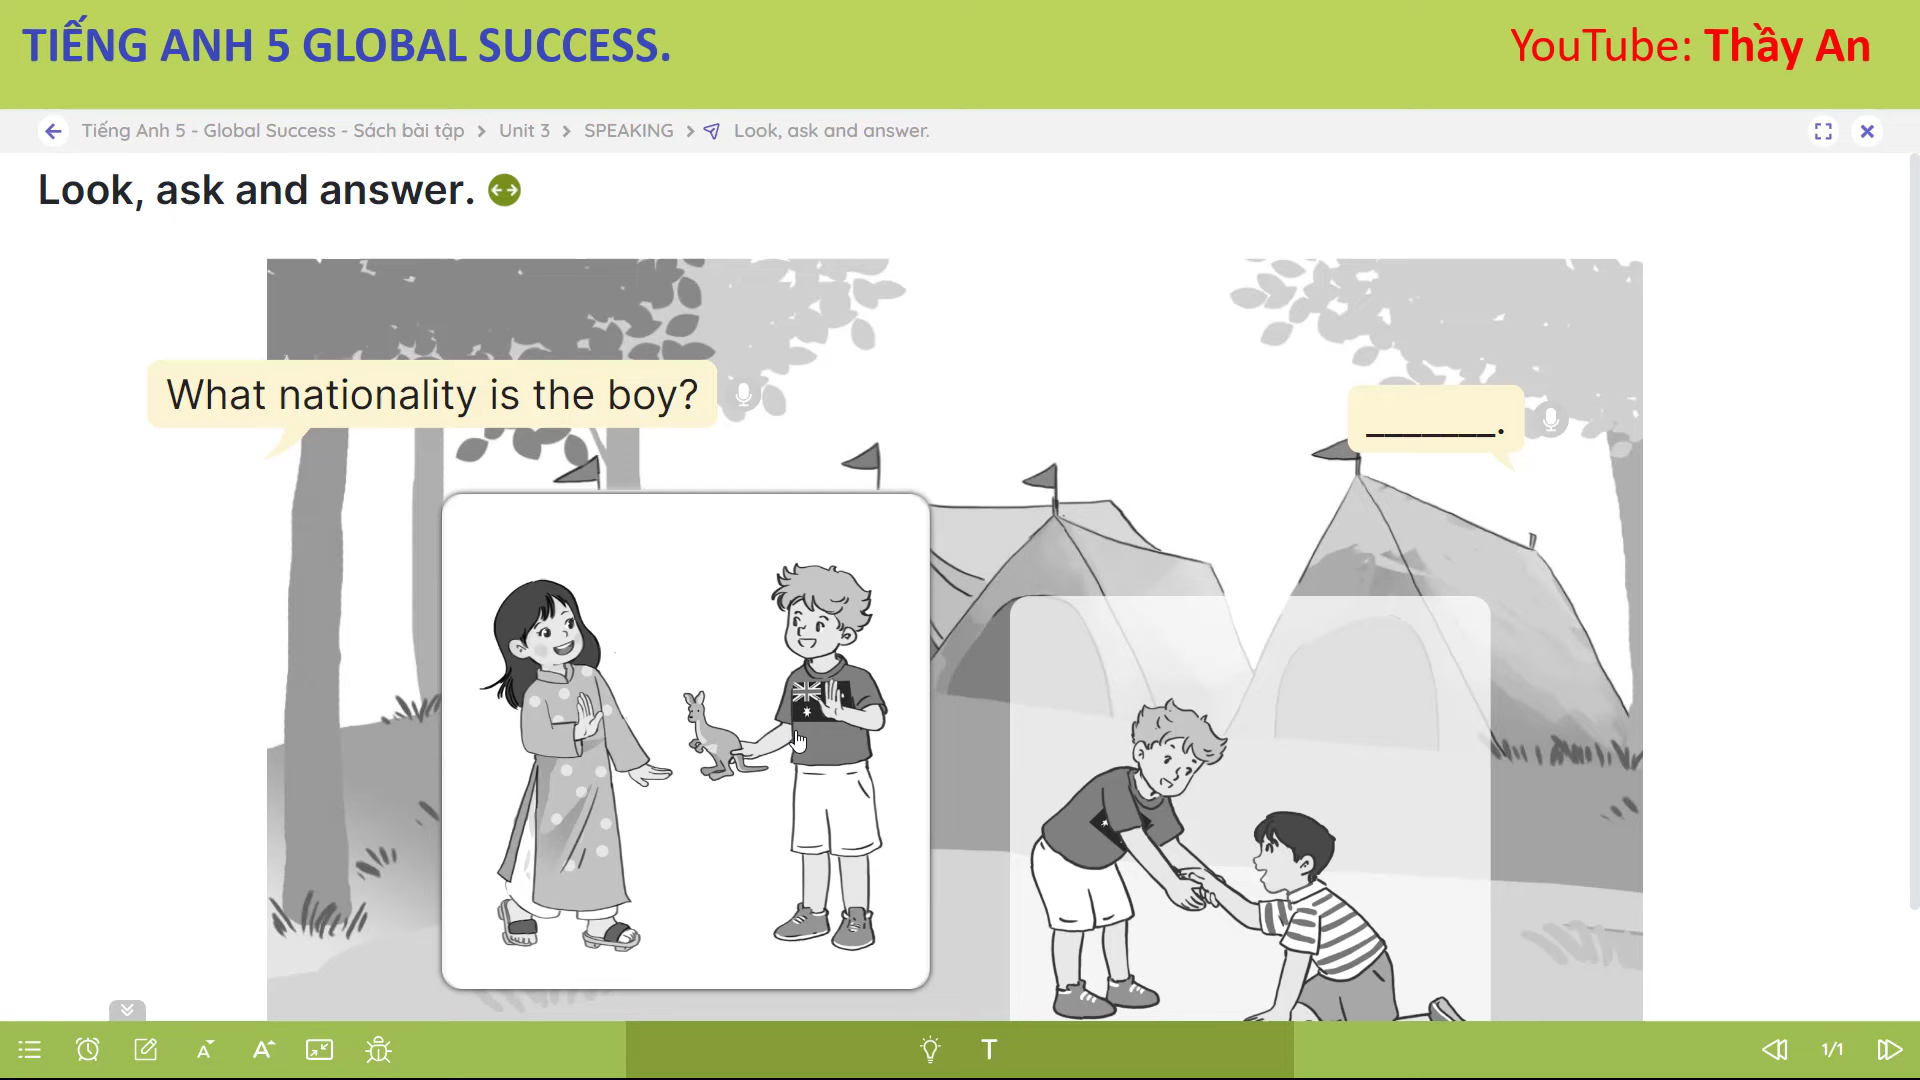 TIẾNG ANH 5 GLOBAL SUCCESS.
YouTube: Thầy An
Tiếng Anh 5 - Global Success - Sách bài tập > Unit 3 > SPEAKING > Look, ask and answer.
Look, ask and answer.
What nationality is the boy?
_______.
A A T 1/1